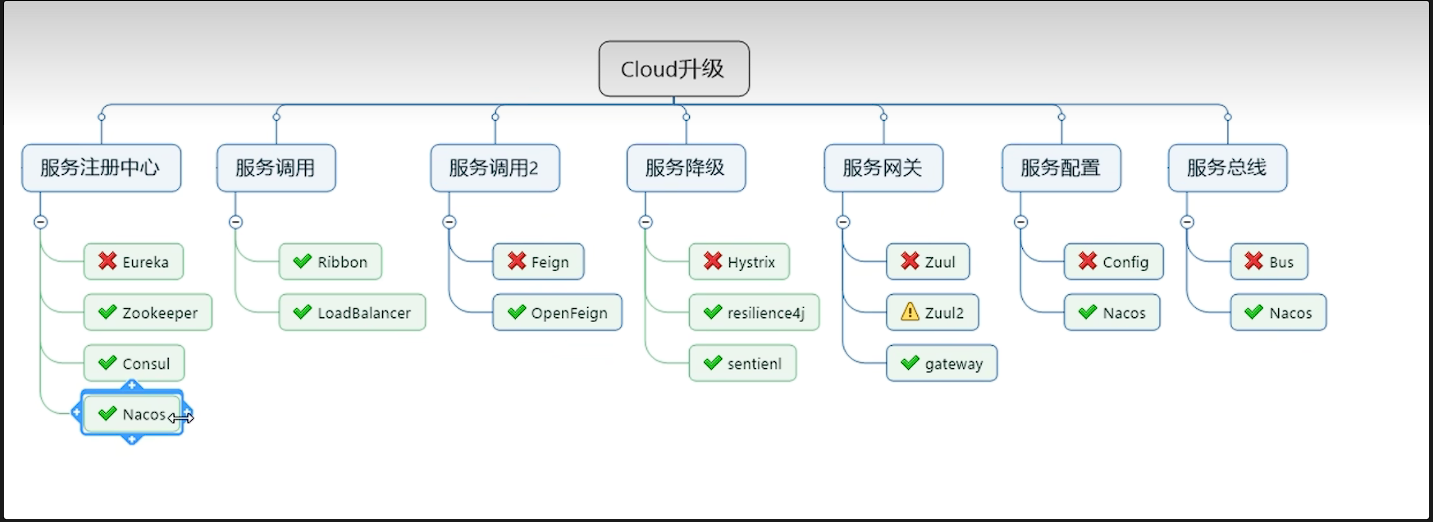 Cloud升级
服务注册中心
服务调用
服务调用2
服务降级
服务网关
服务配置
服务总线
Eureka
Zookeeper
Consul
Nacos
Ribbon
LoadBalancer
Feign
OpenFeign
Hystrix
resilience4j
sentienl
Zuul
Zuul2
gateway
Config
Nacos
Bus
Nacos